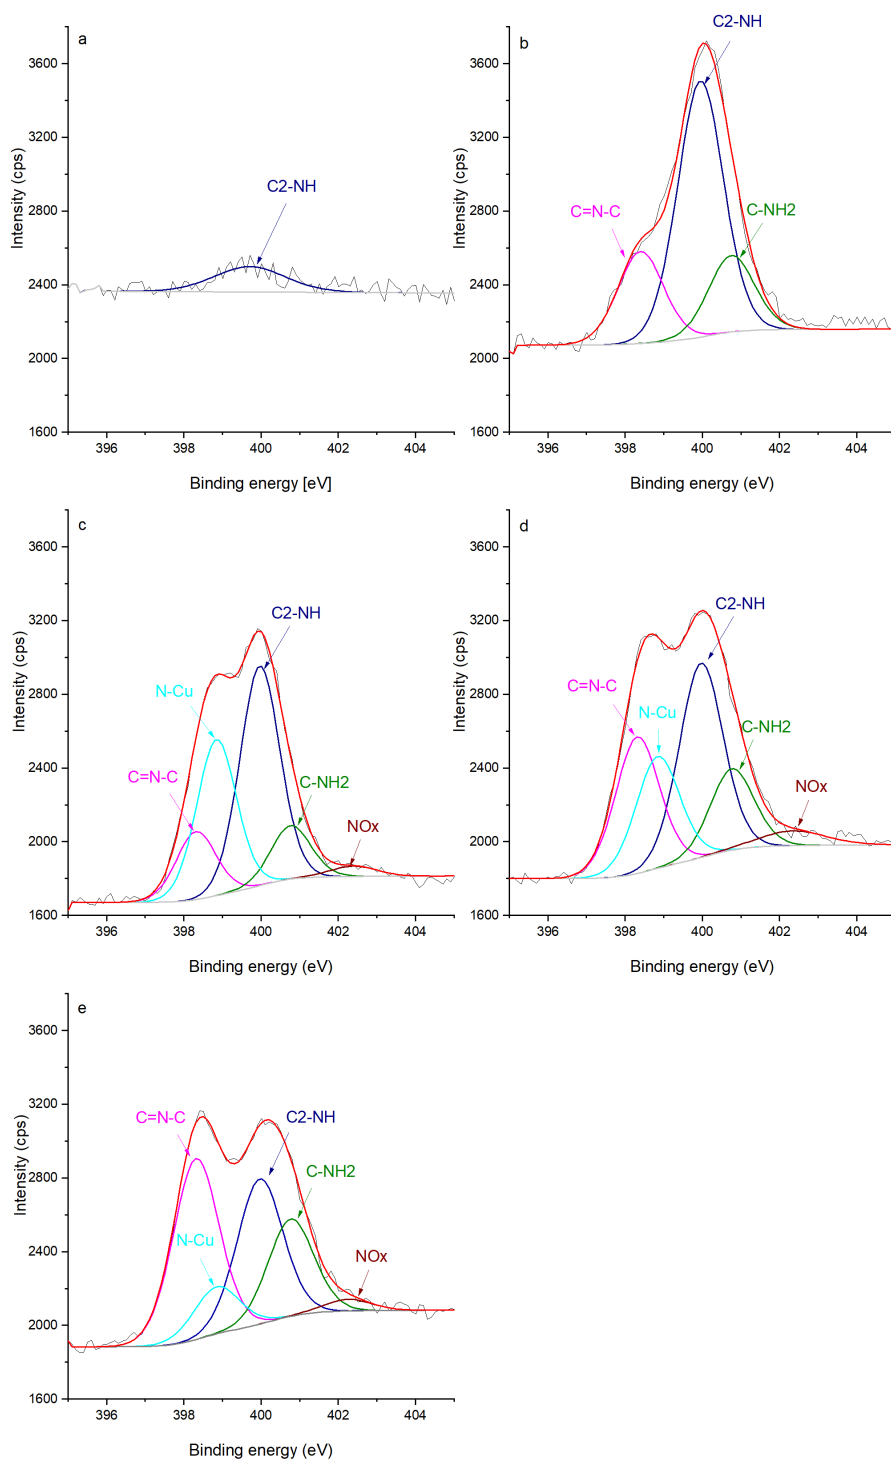 a
C2-NH
Intensity (cps)
3600
3200
2800
2400
2000
1600
396 398 400 402 404
Binding energy [eV]
b
C2-NH
C=N-C
C-NH2
Intensity (cps)
3600
3200
2800
2400
2000
1600
396 398 400 402 404
Binding energy (eV)
c
C2-NH
N-Cu
C=N-C
C-NH2
NOx
Intensity (cps)
3600
3200
2800
2400
2000
1600
396 398 400 402 404
Binding energy (eV)
d
C2-NH
C=N-C
N-Cu
C-NH2
NOx
Intensity (cps)
3600
3200
2800
2400
2000
1600
396 398 400 402 404
Binding energy (eV)
e
C=N-C
C2-NH
C-NH2
N-Cu
NOx
Intensity (cps)
3600
3200
2800
2400
2000
1600
396 398 400 402 404
Binding energy (eV)